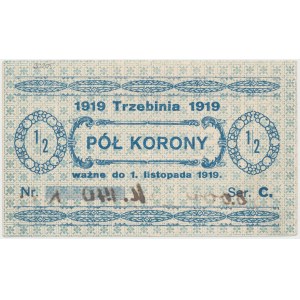 1919 Trzebinia 1919
1/2 PÓŁ KORONY 1/2
ważne do 1. listopada 1919.
Nr. Ser. C.